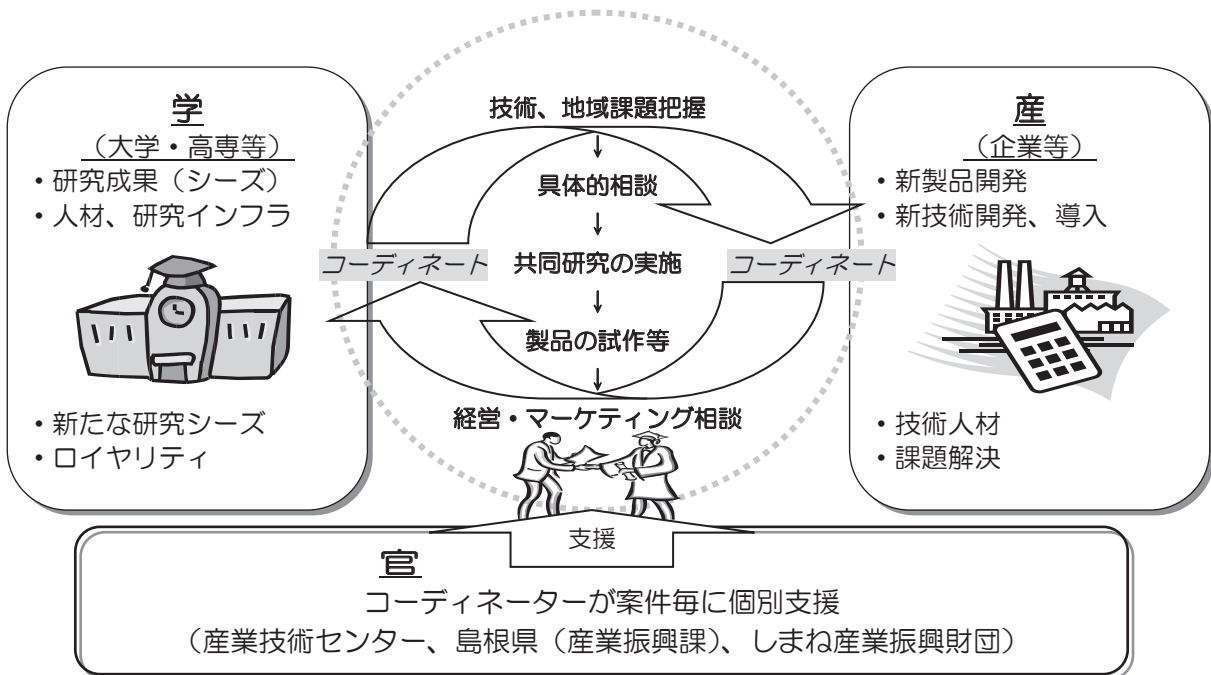 学
（大学・高専等）
・研究成果（シーズ）
・人材、研究インフラ
・新たな研究シーズ
・ロイヤリティ
技術、地域課題把握
↓
具体的相談
↓
コーディネート
共同研究の実施
コーディネート
↓
製品の試作等
↓
経営・マーケティング相談
産
（企業等）
・新製品開発
・新技術開発、導入
・技術人材
・課題解決
支援
官
コーディネーターが案件毎に個別支援
（産業技術センター、島根県（産業振興課）、しまね産業振興財団）